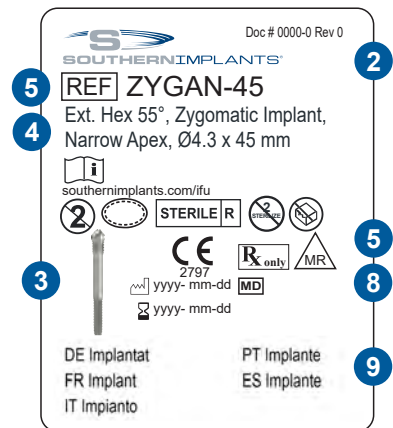 Doc # 0000-0 Rev 0
SOUTHERNIMPLANTS®
2
5
REF ZYGAN-45
4
Ext. Hex 55°, Zygomatic Implant,
Narrow Apex, Ø4.3 x 45 mm
i
southernimplants.com/ifu
2 STERILE R 2 STERILIZE
CE
2797
Rx only
MR
5
3
yyyy- mm-dd MD
8
yyyy- mm-dd
DE Implantat PT Implante
9
FR Implant ES Implante
IT Impianto